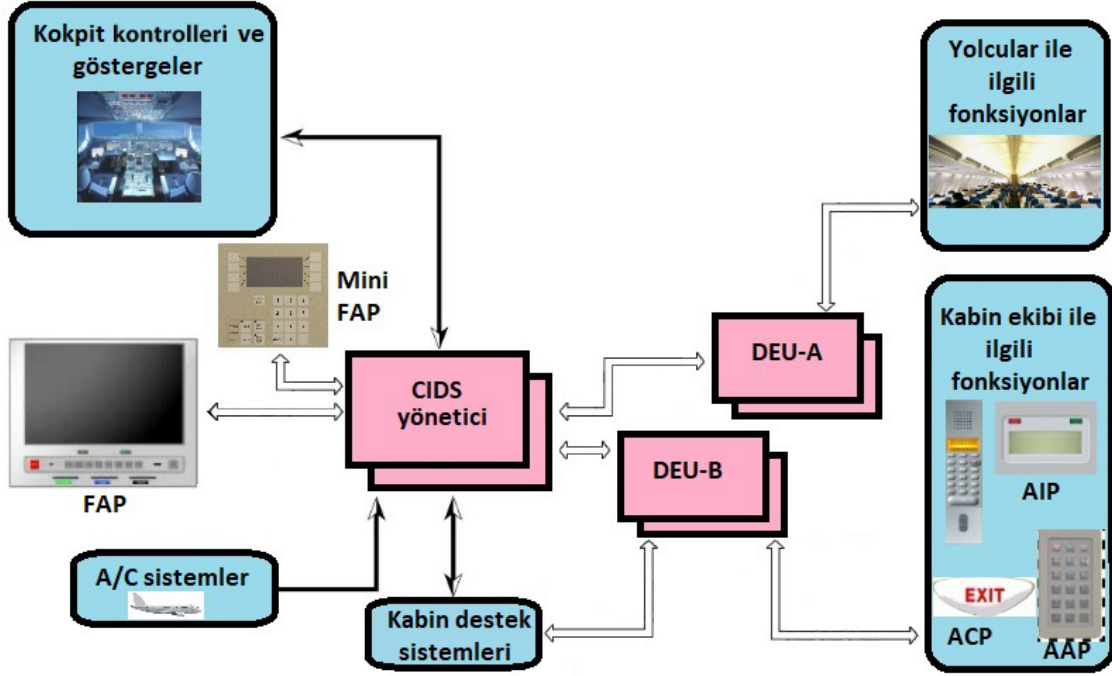 Kokpit kontrolleri ve
göstergeler
Yolcular ile
ilgili
fonksiyonlar
Mini
FAP
DEU-A
Kabin ekibi ile
ilgili
fonksiyonlar
CIDS
yönetici
DEU-B
AIP
FAP
A/C sistemler
EXIT
Kabin destek
sistemleri
ACP
AAP